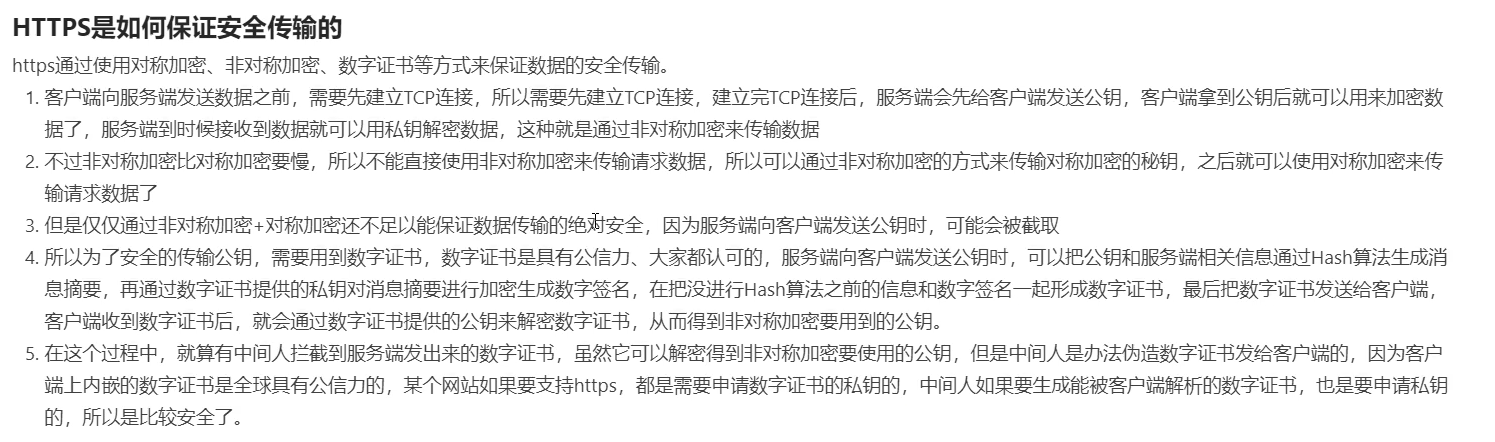 HTTPS是如何保证安全传输的
https通过使用对称加密、非对称加密、数字证书等方式来保证数据的安全传输。
1. 客户端向服务端发送数据之前，需要先建立TCP连接，所以需要先建立TCP连接，建立完TCP连接后，服务端会先给客户端发送公钥，客户端拿到公钥后就可以用来加密数
据了，服务端到时候接收到数据就可以用私钥解密数据，这种就是通过非对称加密来传输数据
2. 不过非对称加密比对称加密要慢，所以不能直接使用非对称加密来传输请求数据，所以可以通过非对称加密的方式来传输对称加密的秘钥，之后就可以使用对称加密来传
输请求数据了
3. 但是仅仅通过非对称加密+对称加密还不足以能保证数据传输的绝对安全，因为服务端向客户端发送公钥时，可能会被截取
4. 所以为了安全的传输公钥，需要用到数字证书，数字证书是具有公信力、大家都认可的，服务端向客户端发送公钥时，可以把公钥和服务端相关信息通过Hash算法生成消
息摘要，再通过数字证书提供的私钥对消息摘要进行加密生成数字签名，在把没进行Hash算法之前的信息和数字签名一起形成数字证书，最后把数字证书发送给客户端，
客户端收到数字证书后，就会通过数字证书提供的公钥来解密数字证书，从而得到非对称加密要用到的公钥。
5. 在这个过程中，就算有中间人拦截到服务端发出来的数字证书，虽然它可以解密得到非对称加密要使用的公钥，但是中间人是办法伪造数字证书发给客户端的，因为客户
端上内嵌的数字证书是全球具有公信力的，某个网站如果要支持https，都是需要申请数字证书的私钥的，中间人如果要生成能被客户端解析的数字证书，也是要申请私钥
的，所以是比较安全了。